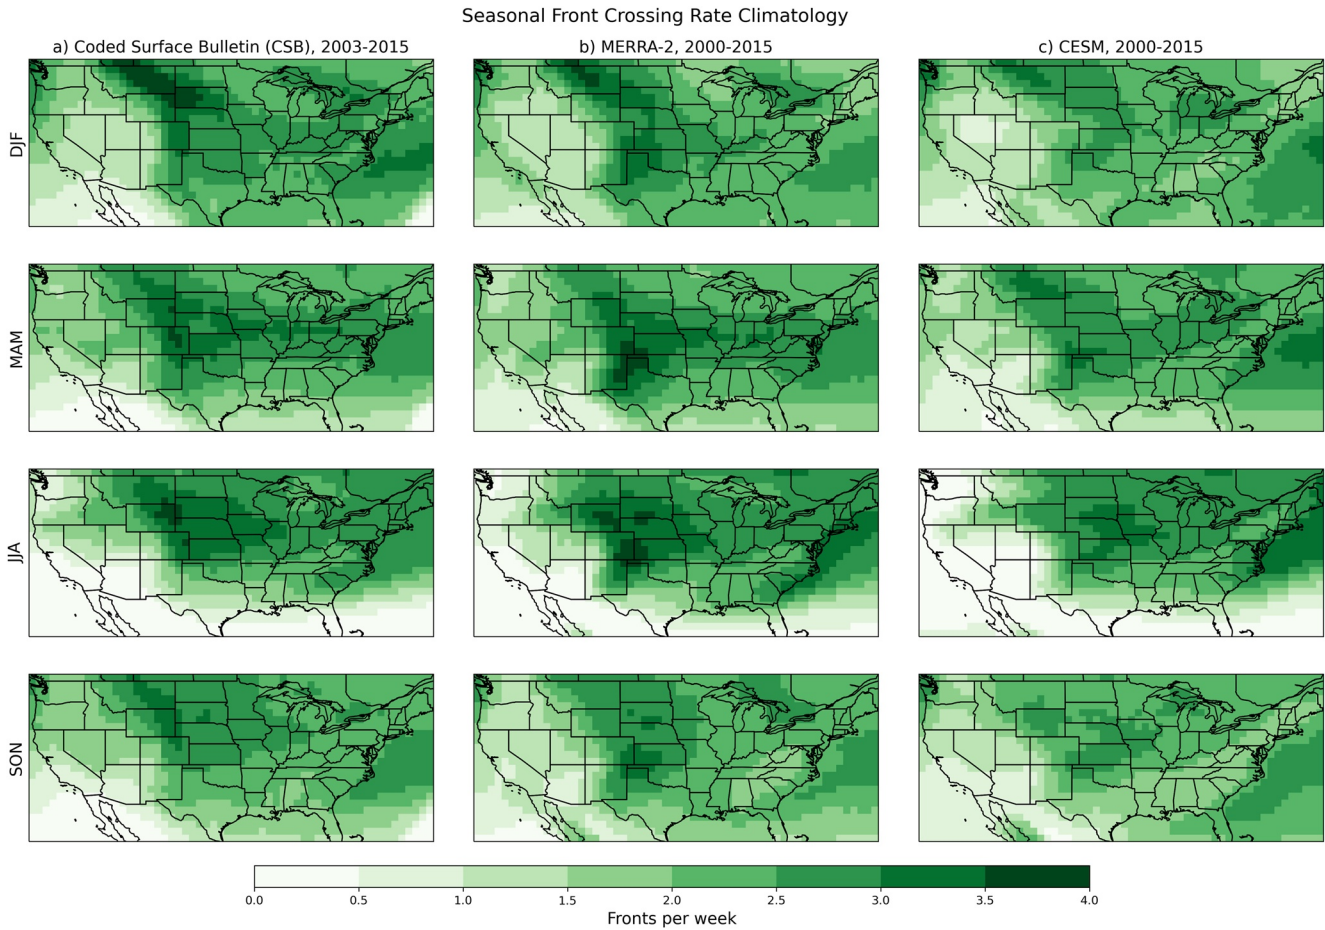 Seasonal Front Crossing Rate Climatology
a) Coded Surface Bulletin (CSB), 2003-2015
b) MERRA-2, 2000-2015
c) CESM, 2000-2015
DJF
MAM
JJA
SON
0.0 0.5 1.0 1.5 2.0 2.5 3.0 3.5 4.0
Fronts per week